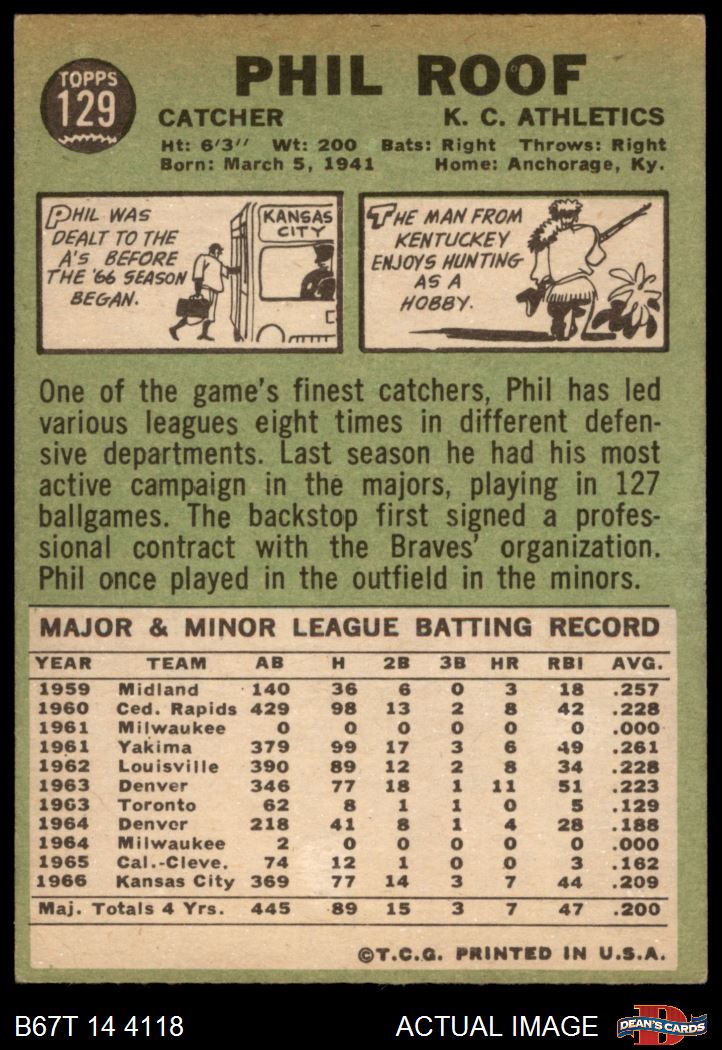 TOPPS
129
PHIL ROOF
CATCHER K. C. ATHLETICS
Ht: 6'3" Wt: 200 Bats: Right Throws: Right
Born: March 5, 1941 Home: Anchorage, Ky.
PHIL WAS
DEALT TO THE
A'S BEFORE
THE '66 SEASON
BEGAN.
KANSAS
CITY
THE MAN FROM
KENTUCKEY
ENJOYS HUNTING
AS A
HOBBY.
One of the game's finest catchers, Phil has led
various leagues eight times in different defen-
sive departments. Last season he had his most
active campaign in the majors, playing in 127
ballgames. The backstop first signed a profes-
sional contract with the Braves' organization.
Phil once played in the outfield in the minors.
MAJOR & MINOR LEAGUE BATTING RECORD
YEAR TEAM AB H 2B 3B HR RBI AVG.
1959 Midland 140 36 6 0 3 18 .257
1960 Ced. Rapids 429 98 13 2 8 42 .228
1961 Milwaukee 0 0 0 0 0 0 .000
1961 Yakima 379 99 17 3 6 49 .261
1962 Louisville 390 89 12 2 8 34 .228
1963 Denver 346 77 18 1 11 51 .223
1963 Toronto 62 8 1 1 0 5 .129
1964 Denver 218 41 8 1 4 28 .188
1964 Milwaukee 2 0 0 0 0 0 .000
1965 Cal.-Cleve. 74 12 1 0 0 3 .162
1966 Kansas City 369 77 14 3 7 44 .209
Maj. Totals 4 Yrs. 445 89 15 3 7 47 .200
©T.C.G. PRINTED IN U.S.A.
B67T 14 4118 ACTUAL IMAGE
DEAN'S CARDS